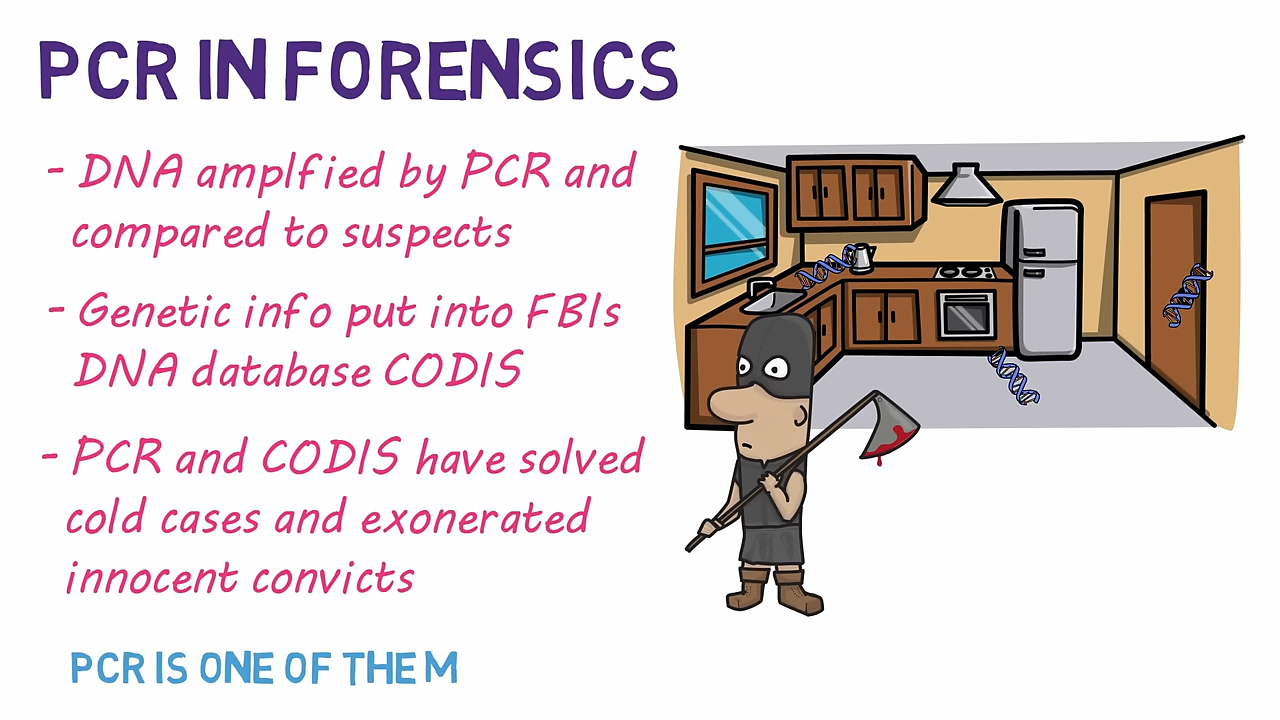 PCR IN FORENSICS
- DNA amplfied by PCR and
compared to suspects
- Genetic info put into FBIs
DNA database CODIS
- PCR and CODIS have solved
cold cases and exonerated
innocent convicts
PCR IS ONE OF THEM